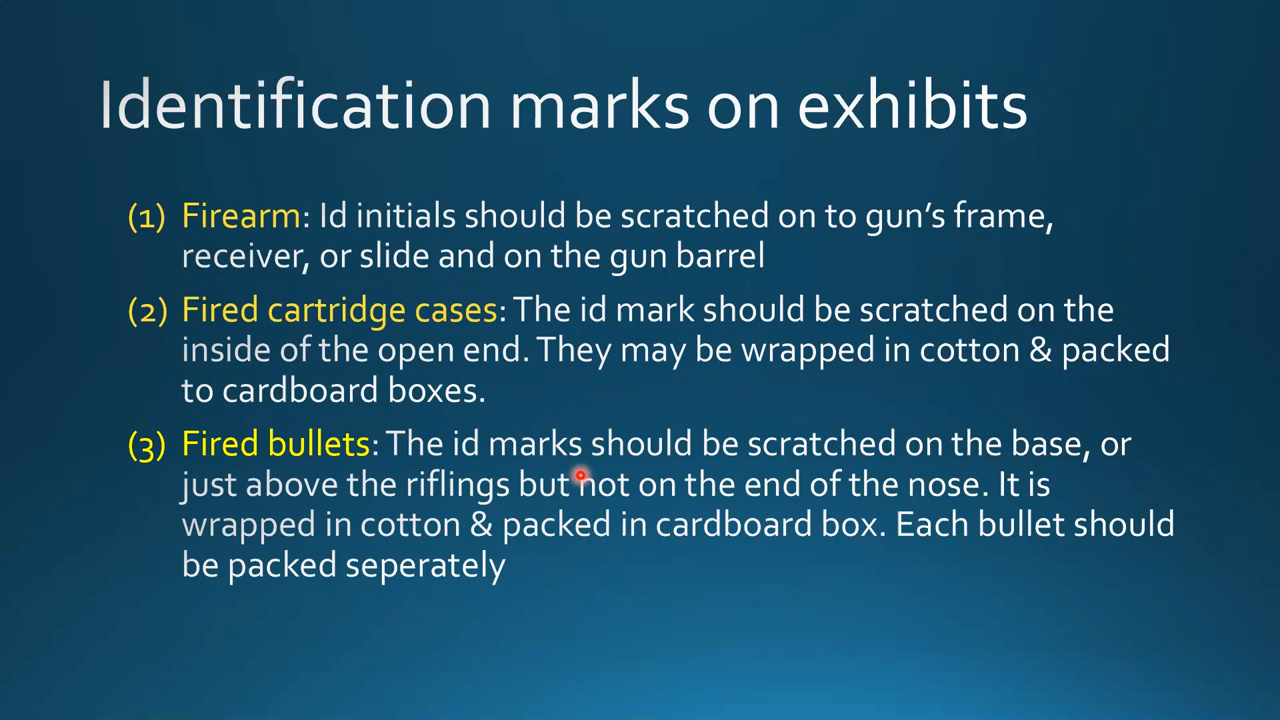 Identification marks on exhibits
(1) Firearm: Id initials should be scratched on to gun's frame,
receiver, or slide and on the gun barrel
(2) Fired cartridge cases: The id mark should be scratched on the
inside of the open end. They may be wrapped in cotton & packed
to cardboard boxes.
(3) Fired bullets: The id marks should be scratched on the base, or
just above the riflings but not on the end of the nose. It is
wrapped in cotton & packed in cardboard box. Each bullet should
be packed seperately